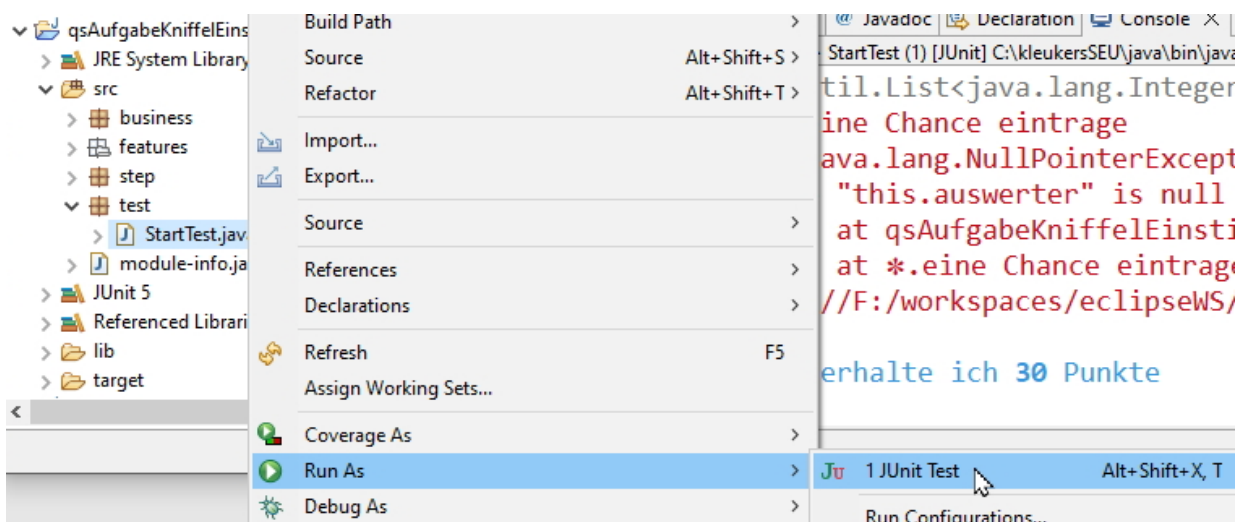 qsAufgabeKniffelEins
JRE System Library
src
business
features
step
test
StartTest.jav
module-info.ja
JUnit 5
Referenced Librari
lib
target
Build Path
Source Alt+Shift+S
Refactor Alt+Shift+T
Import...
Export...
Source
References
Declarations
Refresh F5
Assign Working Sets...
Coverage As
Run As
Debug As
@ Javadoc Declaration Console
StartTest (1) [JUnit] C:\kleukersSEU\java\bin\java
til.List<java.lang.Integer
ine Chance eintrage
ava.lang.NullPointerExcept
"this.auswerter" is null
at qsAufgabeKniffelEinsti
at *.eine Chance eintrage
//F:/workspaces/eclipseWS/
erhalte ich 30 Punkte
Ju 1 JUnit Test Alt+Shift+X, T
Run Configurations...